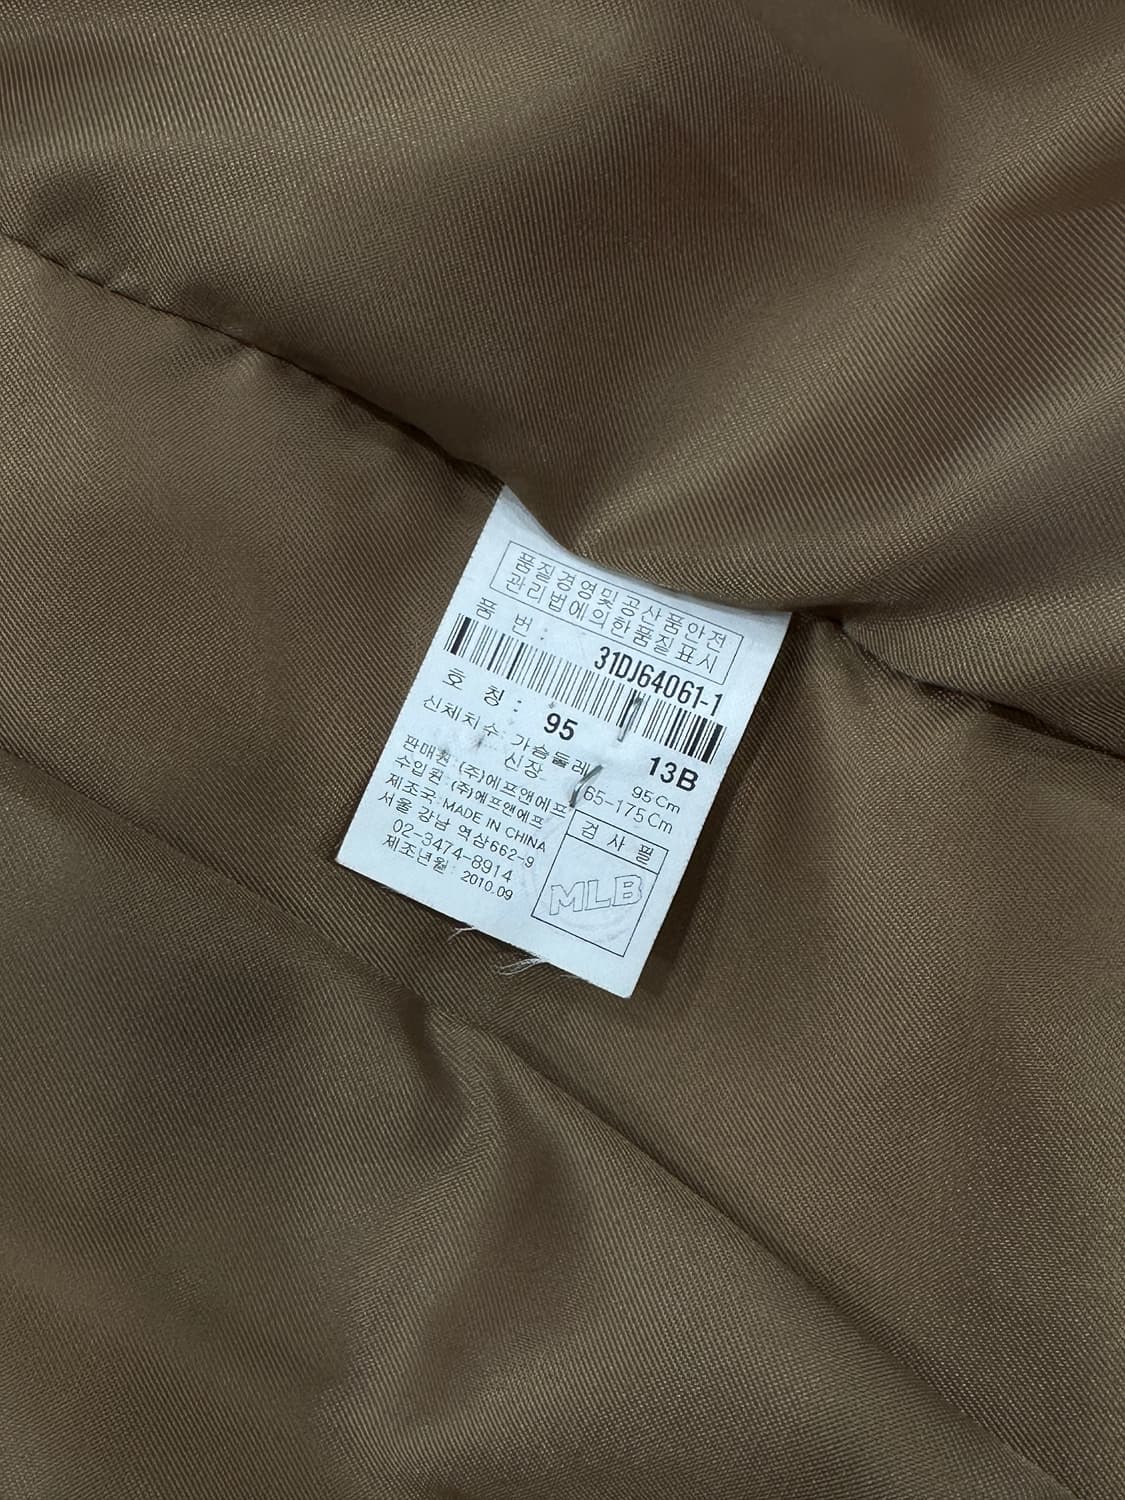 품질경영및공산품안전
관리법에의한품질표시
품 번 : 31DJ64061-1
호 칭 : 95 13B
신체치수 가슴둘레 95Cm
신장 65-175Cm
판매원 (주)에프앤에프
수입원 (주)에프앤에프
제조국 MADE IN CHINA
서울 강남 역삼662-9
02-3474-8914
제조년월 2010.09
검 사 필
MLB